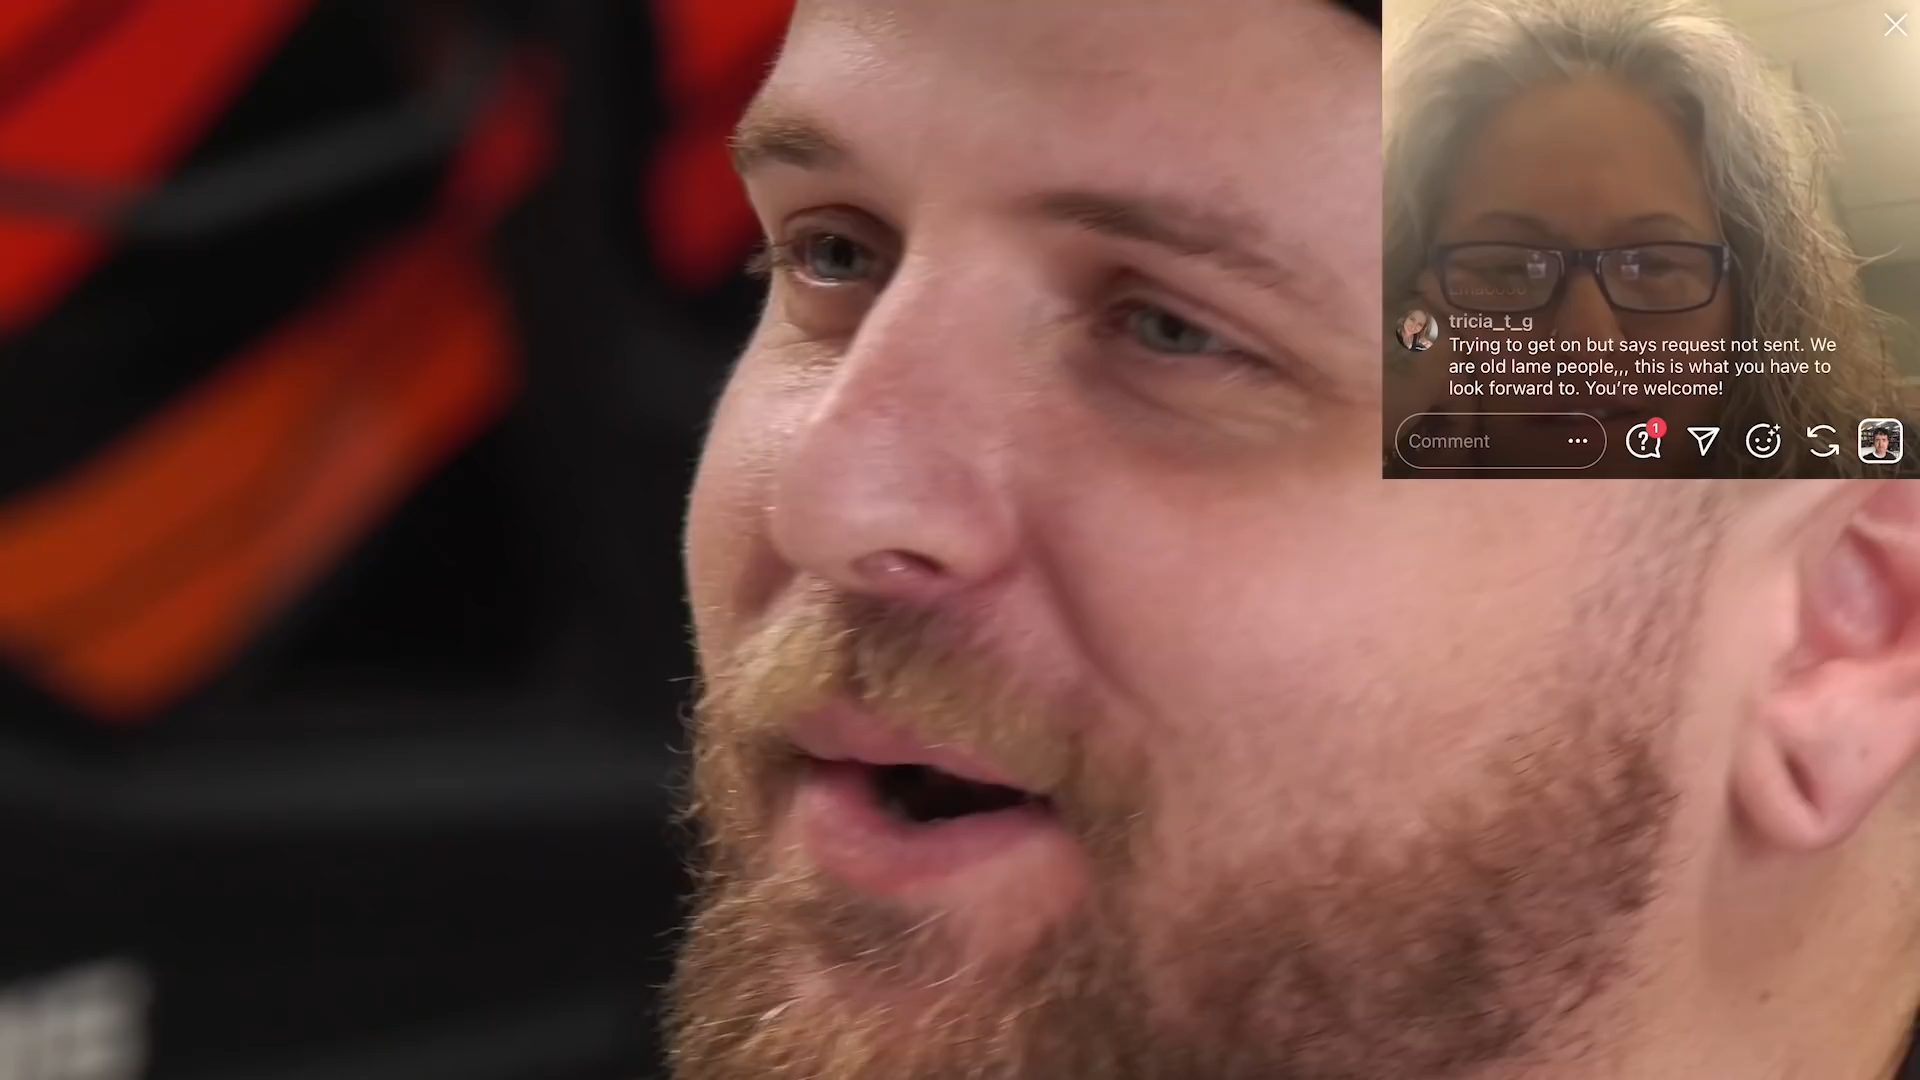 tricia_t_g
Trying to get on but says request not sent. We
are old lame people,,, this is what you have to
look forward to. You're welcome!
Comment
1